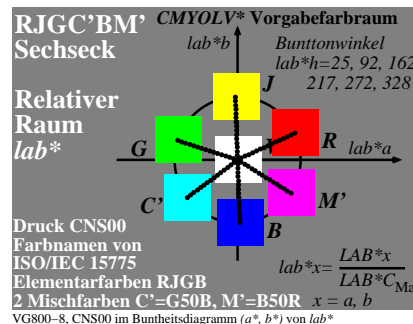 RJGC'BM'
Sechseck
CMYOLV* Vorgabefarbraum
lab*b
Bunttonwinkel
lab*h=25, 92, 162
217, 272, 328
Relativer
Raum
lab*
J
G
R
lab*a
C'
M'
B
Druck CNS00
Farbnamen von
ISO/IEC 15775
Elementarfarben RJGB
2 Mischfarben C'=G50B, M'=B50R
lab*x= LAB*x
LAB*C
x = a, b
VG800-8, CNS00 im Buntheitsdiagramm (a*, b*) von lab*